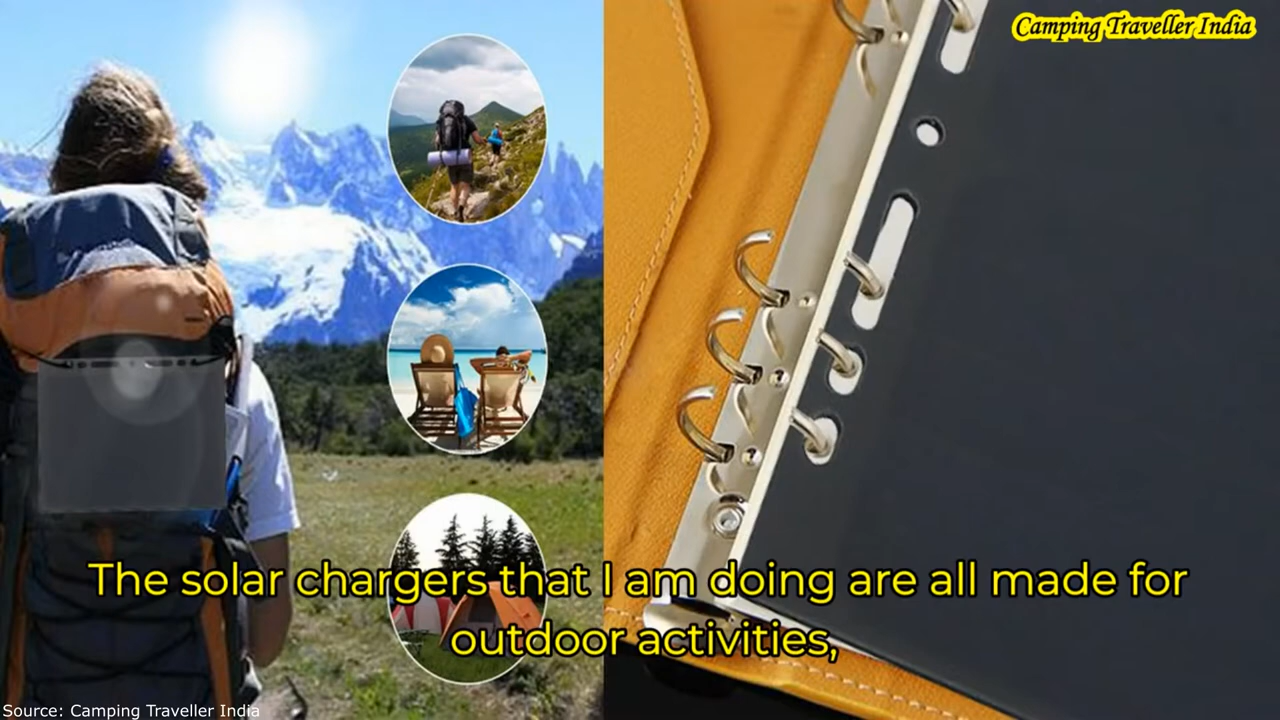 Camping Traveller India
The solar chargers that I am doing are all made for
outdoor activities,
Source: Camping Traveller India